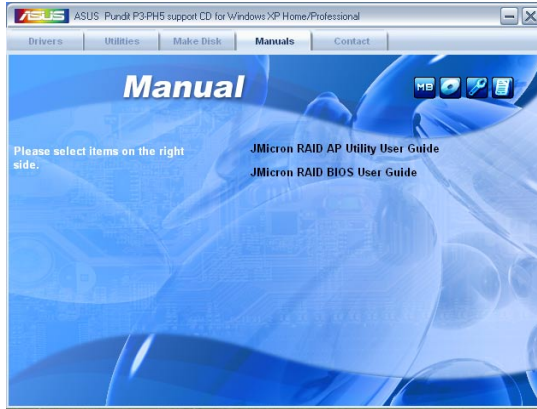 ASUS ASUS Pundit P3-PH5 support CD for Windows XP Home/Professional
Drivers Utilities Make Disk Manuals Contact
Manual
MB
Please select items on the right
side.
JMicron RAID AP Utility User Guide
JMicron RAID BIOS User Guide